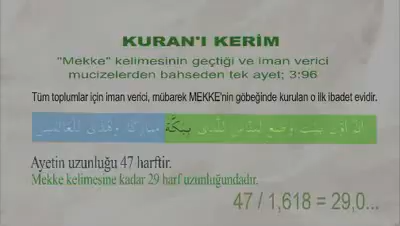 KURAN'I KERİM
"Mekke" kelimesinin geçtiği ve iman verici
mucizelerden bahseden tek ayet; 3:96
Tüm toplumlar için iman verici, mübarek MEKKE'nin göbeğinde kurulan o ilk ibadet evidir.
إن أول بيت وضع للناس للذي ببكة مباركا وهدى للعالمين
Ayetin uzunluğu 47 harftir.
Mekke kelimesine kadar 29 harf uzunluğundadır.
47 / 1,618 = 29,0...